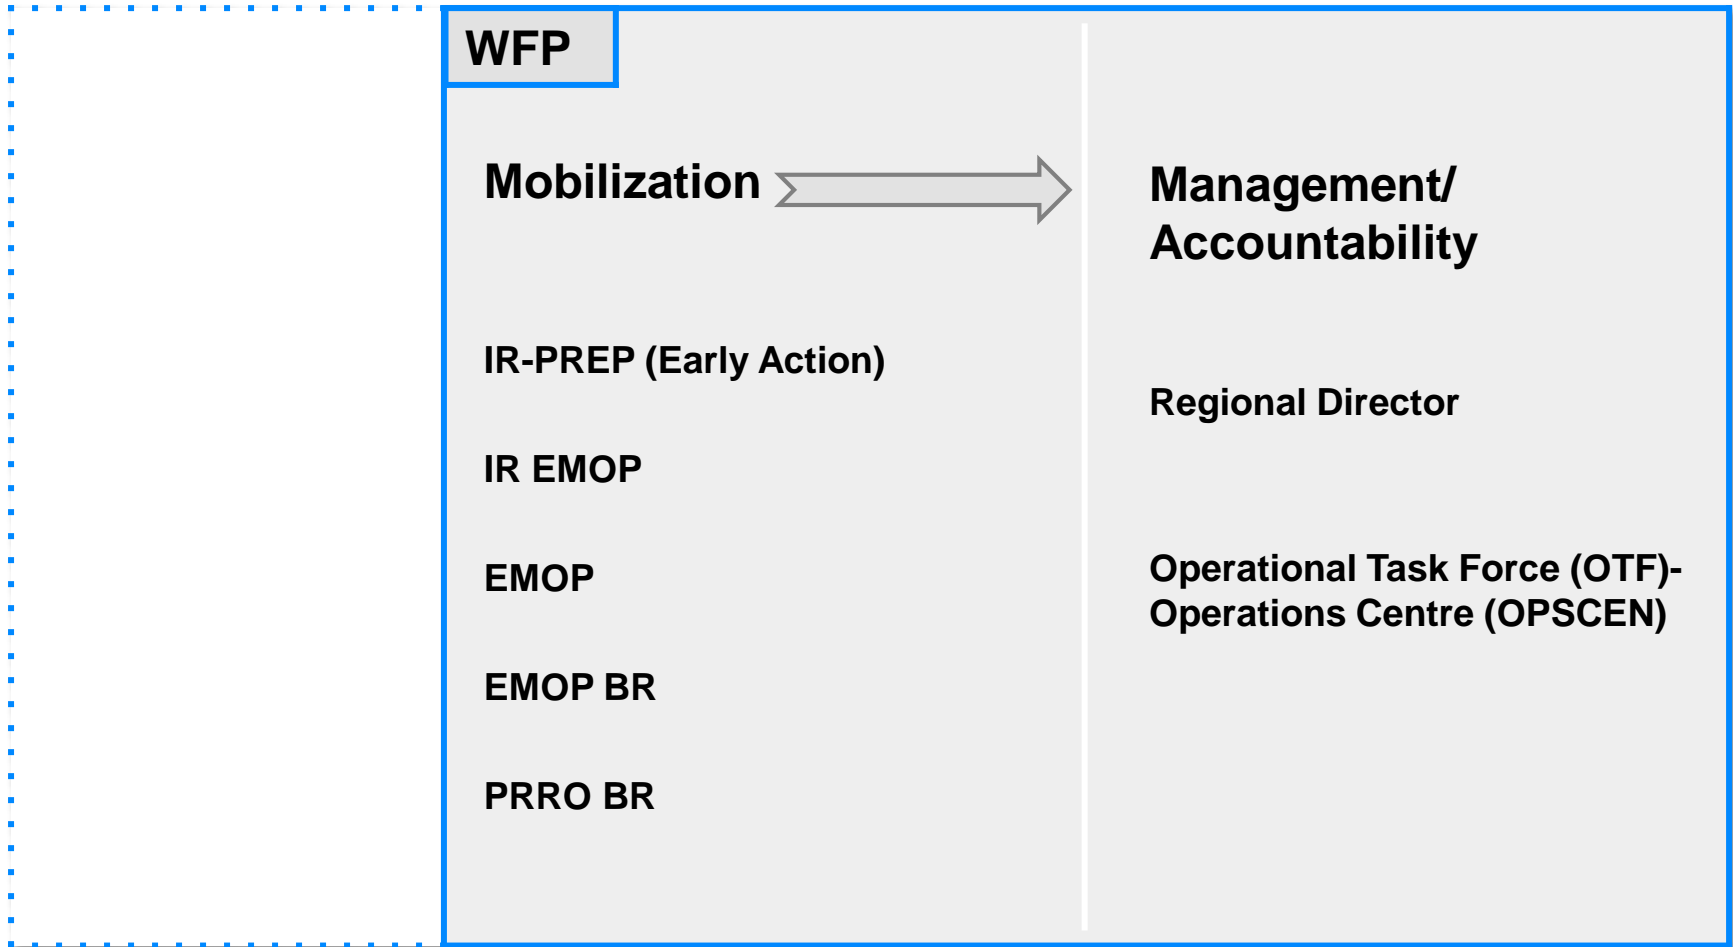 WFP
Mobilization
Management/
Accountability
IR-PREP (Early Action)
Regional Director
IR EMOP
EMOP
Operational Task Force (OTF)-
Operations Centre (OPSCEN)
EMOP BR
PRRO BR